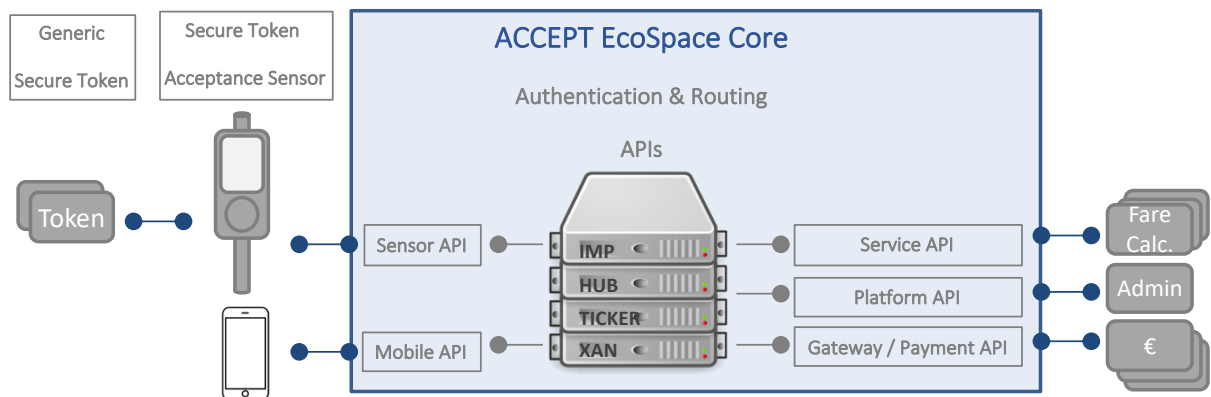 Generic
Secure Token
Secure Token
Acceptance Sensor
ACCEPT EcoSpace Core
Authentication & Routing
APIs
Token
Sensor API
Mobile API
IMP
HUB
TICKER
XAN
Service API
Platform API
Gateway / Payment API
Fare
Calc.
Admin
€